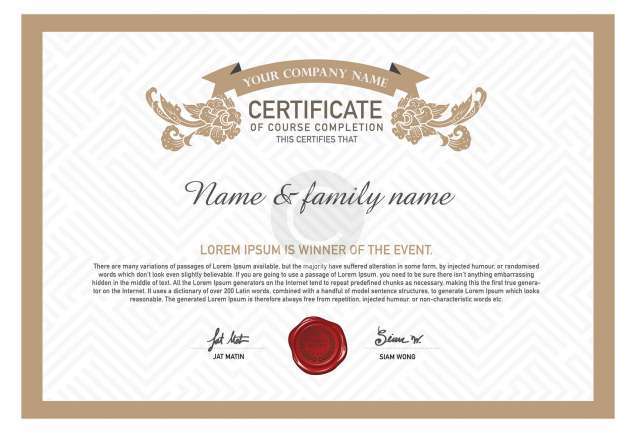 YOUR COMPANY NAME
CERTIFICATE
OF COURSE COMPLETION
THIS CERTIFIES THAT
Name & family name
LOREM IPSUM IS WINNER OF THE EVENT.
There are many variations of passages of Lorem Ipsum available, but the majority have suffered alteration in some form, by injected humour, or randomised
words which don't look even slightly believable. If you are going to use a passage of Lorem Ipsum, you need to be sure there isn't anything embarrassing
hidden in the middle of text. All the Lorem Ipsum generators on the Internet tend to repeat predefined chunks as necessary, making this the first true genera-
tor on the Internet. It uses a dictionary of over 200 Latin words, combined with a handful of model sentence structures, to generate Lorem Ipsum which looks
reasonable. The generated Lorem Ipsum is therefore always free from repetition, injected humour, or non-characteristic words etc.
Jat Matin Siam W.
JAT MATIN SIAM WONG